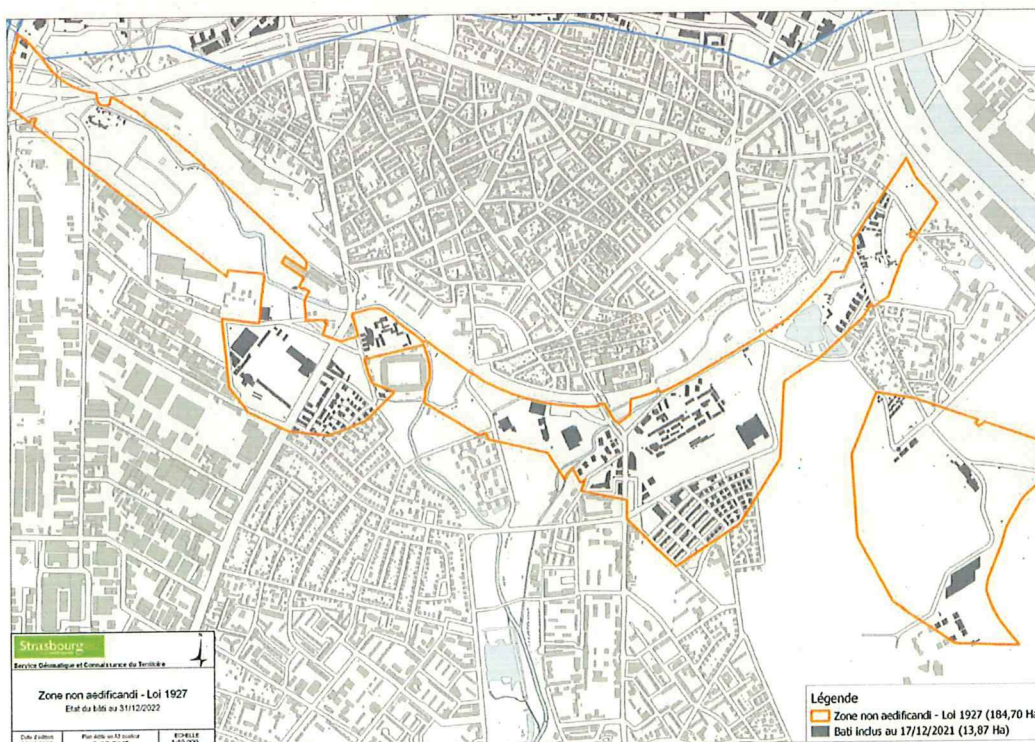 Strasbourg
Service Géomatique et Connaissance du Territoire
Zone non aedificandi - Loi 1927
Etat du bâti au 31/12/2022
Date d'édition
ECHELLE
Légende
Zone non aedificandi - Loi 1927 (184,70 Ha
Bati inclus au 17/12/2021 (13,87 Ha)